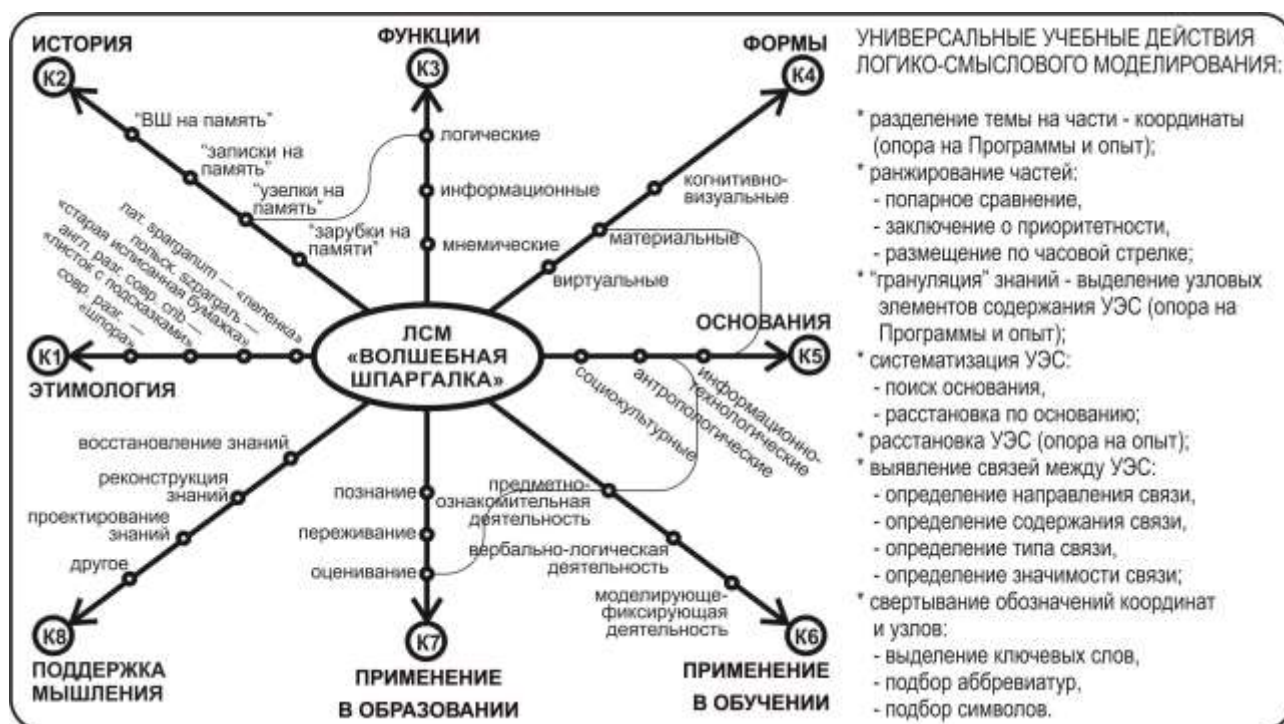 ИСТОРИЯ
К2
"ВШ на память"
"записки на
память"
"узелки на
память"
"зарубки на
памяти"
ФУНКЦИИ
К3
логические
информационные
мнемические
ФОРМЫ
К4
когнитивно-
визуальные
материальные
виртуальные
лат. sparganum — «пеленка»
польск. szpargał —
«старая исписанная бумажка»
англ. разг. совр. crib —
«листок с подсказками»
совр. разг. —
«шпора»
К1
ЭТИМОЛОГИЯ
ЛСМ
«ВОЛШЕБНАЯ
ШПАРГАЛКА»
ОСНОВАНИЯ
К5
социокультурные
антропологические
информационно-
технологические
восстановление знаний
реконструкция
знаний
проектирование
знаний
другое
К8
ПОДДЕРЖКА
МЫШЛЕНИЯ
познание
переживание
оценивание
К7
ПРИМЕНЕНИЕ
В ОБРАЗОВАНИИ
предметно-
ознакомительная
деятельность
вербально-логическая
деятельность
моделирующе-
фиксирующая
деятельность
К6
ПРИМЕНЕНИЕ
В ОБУЧЕНИИ
УНИВЕРСАЛЬНЫЕ УЧЕБНЫЕ ДЕЙСТВИЯ
ЛОГИКО-СМЫСЛОВОГО МОДЕЛИРОВАНИЯ:
* разделение темы на части - координаты
(опора на Программы и опыт);
* ранжирование частей:
- попарное сравнение,
- заключение о приоритетности,
- размещение по часовой стрелке;
* "грануляция" знаний - выделение узловых
элементов содержания УЭС (опора на
Программы и опыт);
* систематизация УЭС:
- поиск основания,
- расстановка по основанию;
* расстановка УЭС (опора на опыт);
* выявление связей между УЭС:
- определение направления связи,
- определение содержания связи,
- определение типа связи,
- определение значимости связи;
* свертывание обозначений координат
и узлов:
- выделение ключевых слов,
- подбор аббревиатур,
- подбор символов.